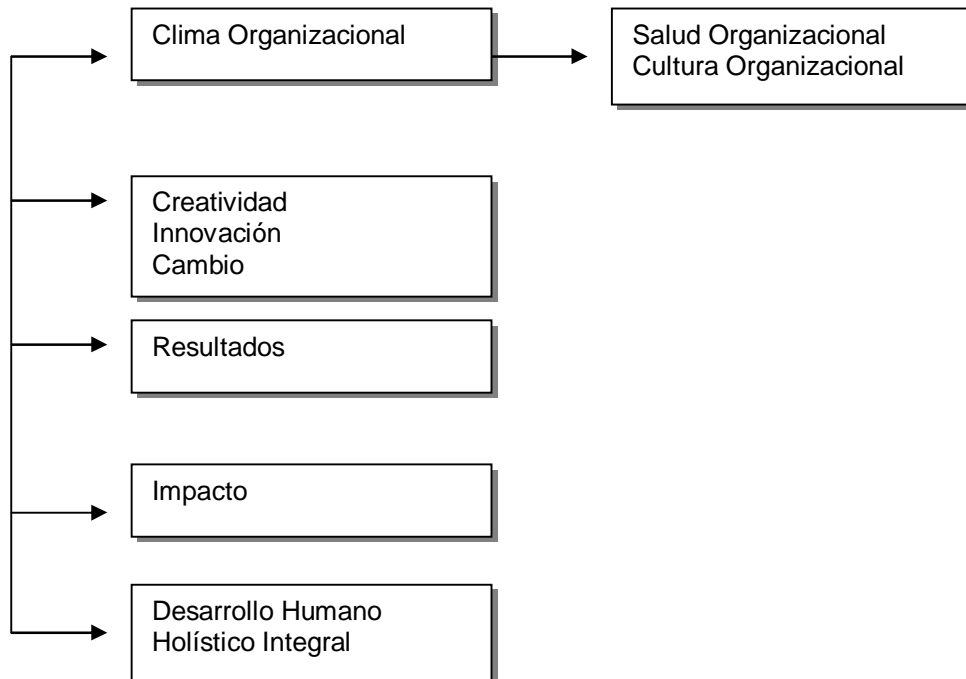 Clima Organizacional
Salud Organizacional
Cultura Organizacional
Creatividad
Innovación
Cambio
Resultados
Impacto
Desarrollo Humano
Holístico Integral